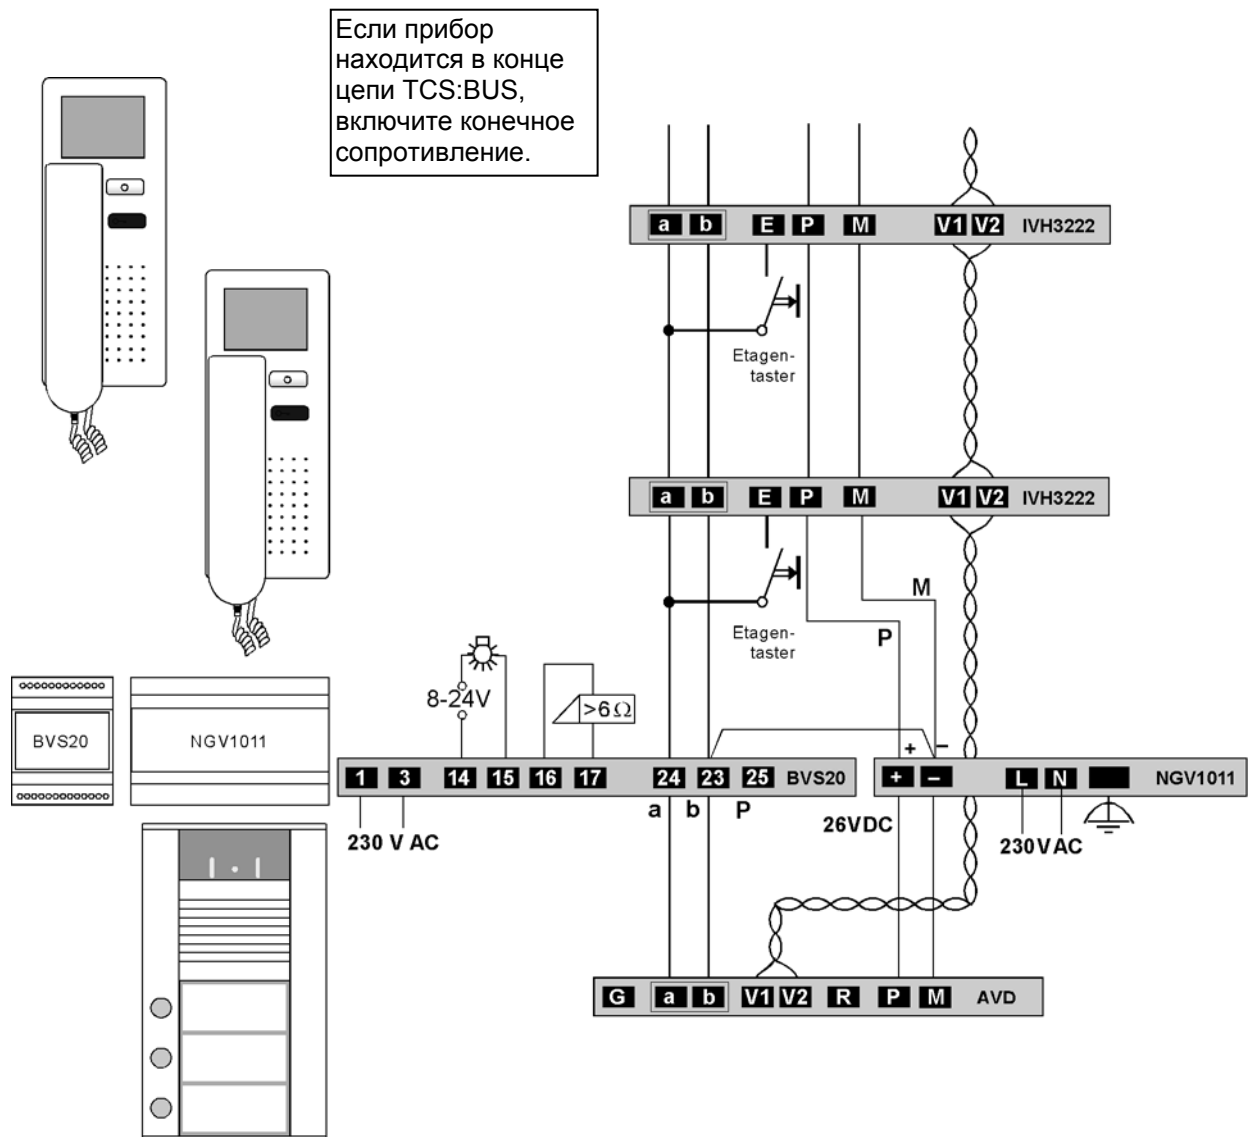 Если прибор
находится в конце
цепи TCS:BUS,
включите конечное
сопротивление.
a b E P M V1 V2 IVH3222
Etagen-
taster
a b E P M V1 V2 IVH3222
M
P
Etagen-
taster
8-24V
>6Ω
BVS20
NGV1011
+ −
1 3 14 15 16 17 24 23 25 BVS20
+ − L N NGV1011
a b P
230 V AC
26VDC
230VAC
G a b V1 V2 R P M AVD